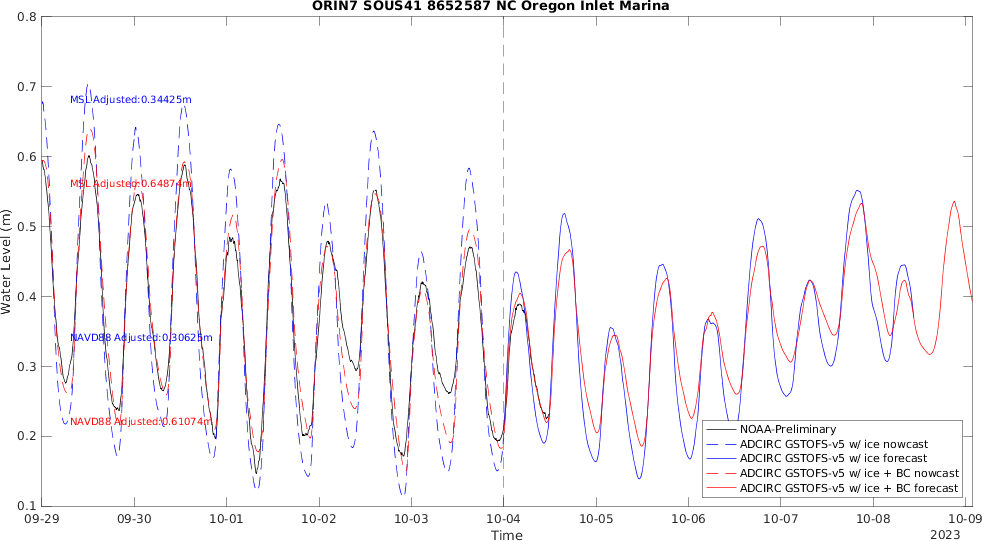 ORIN7 SOUS41 8652587 NC Oregon Inlet Marina
Water Level (m)
0.8
0.7
0.6
0.5
0.4
0.3
0.2
0.1
MSL Adjusted:0.34425m
MSL Adjusted:0.64874m
NAVD88 Adjusted:0.30625m
NAVD88 Adjusted:0.61074m
NOAA-Preliminary
ADCIRC GSTOFS-v5 w/ ice nowcast
ADCIRC GSTOFS-v5 w/ ice forecast
ADCIRC GSTOFS-v5 w/ ice + BC nowcast
ADCIRC GSTOFS-v5 w/ ice + BC forecast
09-29 09-30 10-01 10-02 10-03 10-04 10-05 10-06 10-07 10-08 10-09
Time
2023